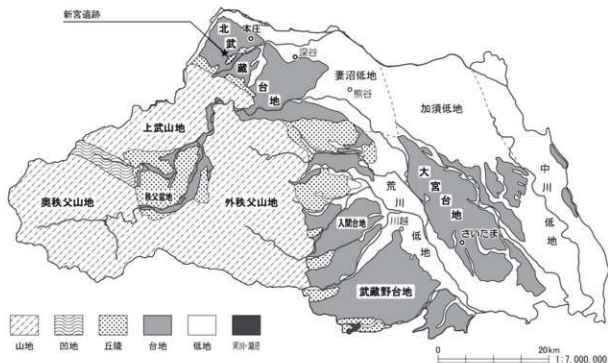 新宮遺跡
北武蔵台地
本庄
深谷
妻沼低地
熊谷
加須低地
上武山地
大宮台地
中川低地
奥秩父山地
秩父盆地
外秩父山地
荒川低地
川越
入間台地
さいたま
武蔵野台地
山地
凹地
丘陵
台地
低地
河川・湖沼
0 20km
1:7,000,000